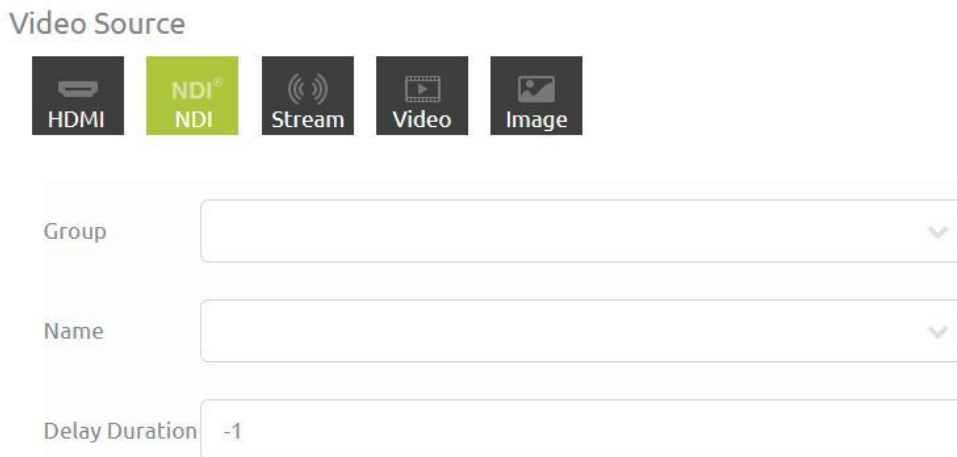 Video Source
HDMI
NDI®
NDI
Stream
Video
Image
Group
Name
Delay Duration -1